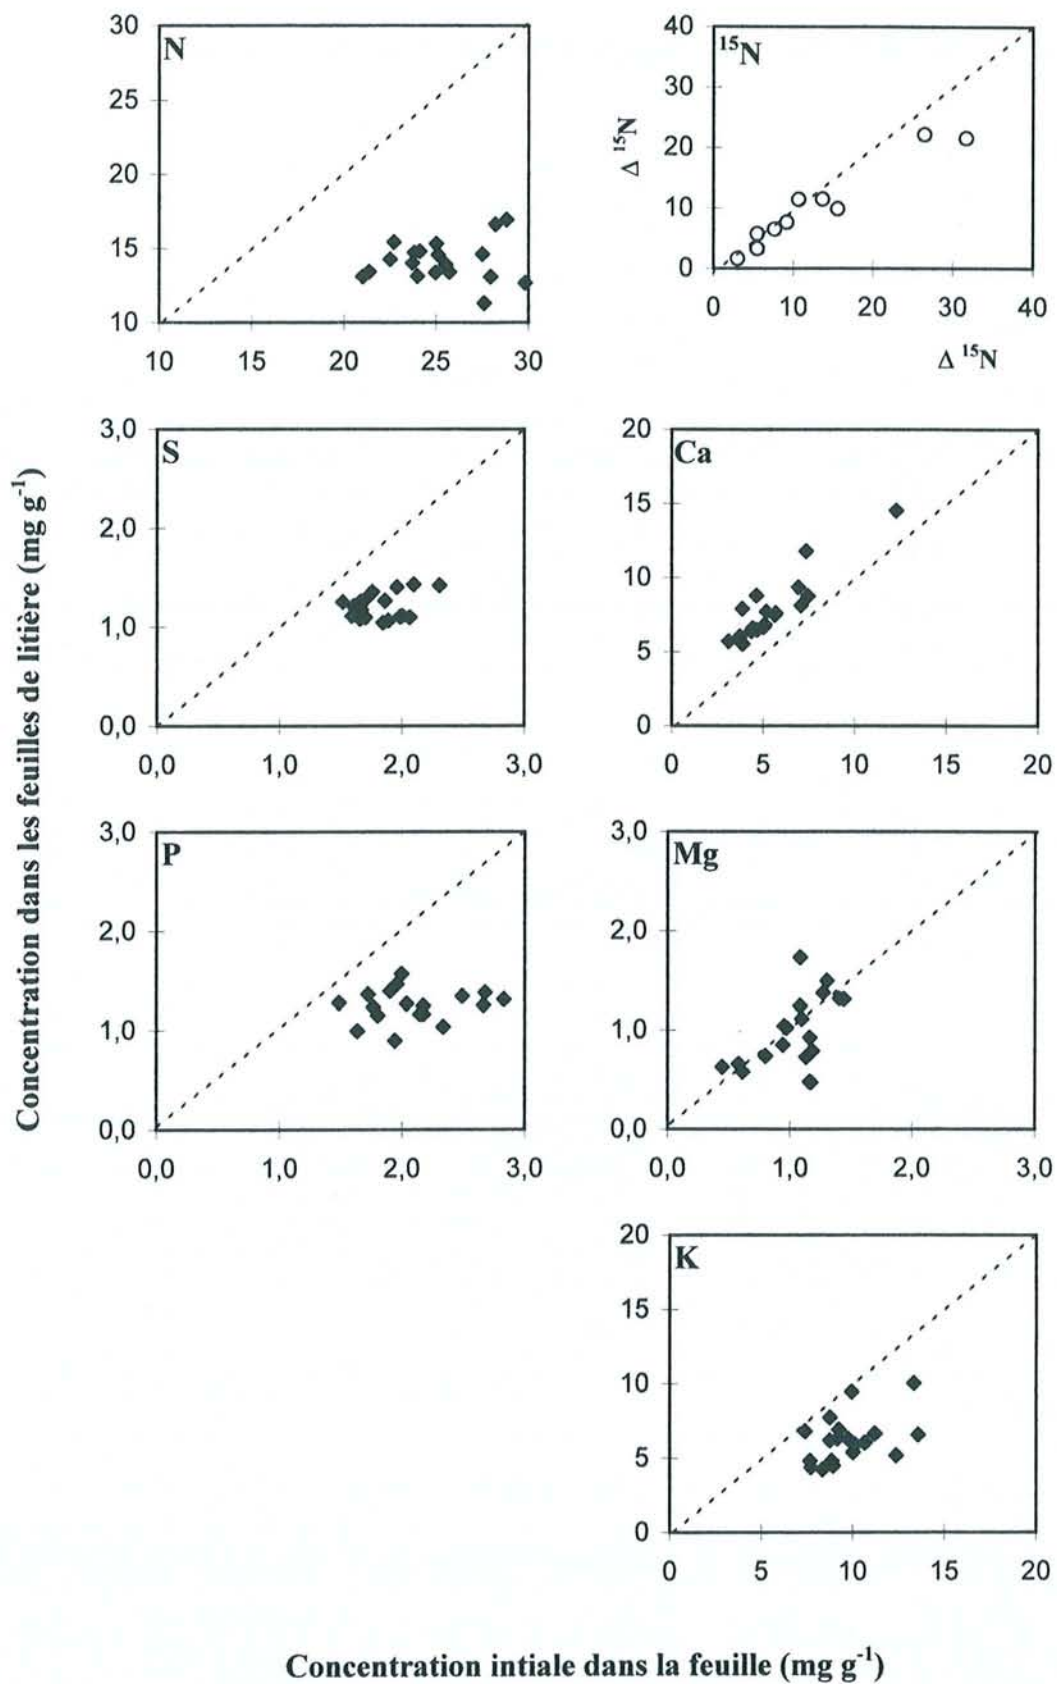 30
N
25
20
15
10
10 15 20 25 30
40
15N
30
Δ 15N
20
10
0
0 10 20 30 40
Δ 15N
Concentration dans les feuilles de litière (mg g-1)
3,0
S
2,0
1,0
0,0
0,0 1,0 2,0 3,0
20
Ca
15
10
5
0
0 5 10 15 20
3,0
P
2,0
1,0
0,0
0,0 1,0 2,0 3,0
3,0
Mg
2,0
1,0
0,0
0,0 1,0 2,0 3,0
20
K
15
10
5
0
0 5 10 15 20
Concentration intiale dans la feuille (mg g-1)